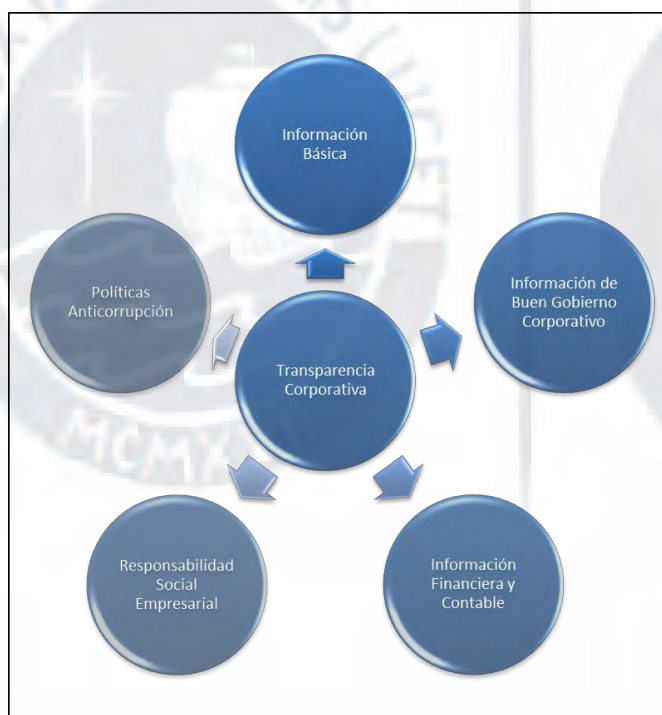 Información
Básica
Políticas
Anticorrupción
Información de
Buen Gobierno
Corporativo
Transparencia
Corporativa
Responsabilidad
Social
Empresarial
Información
Financiera y
Contable